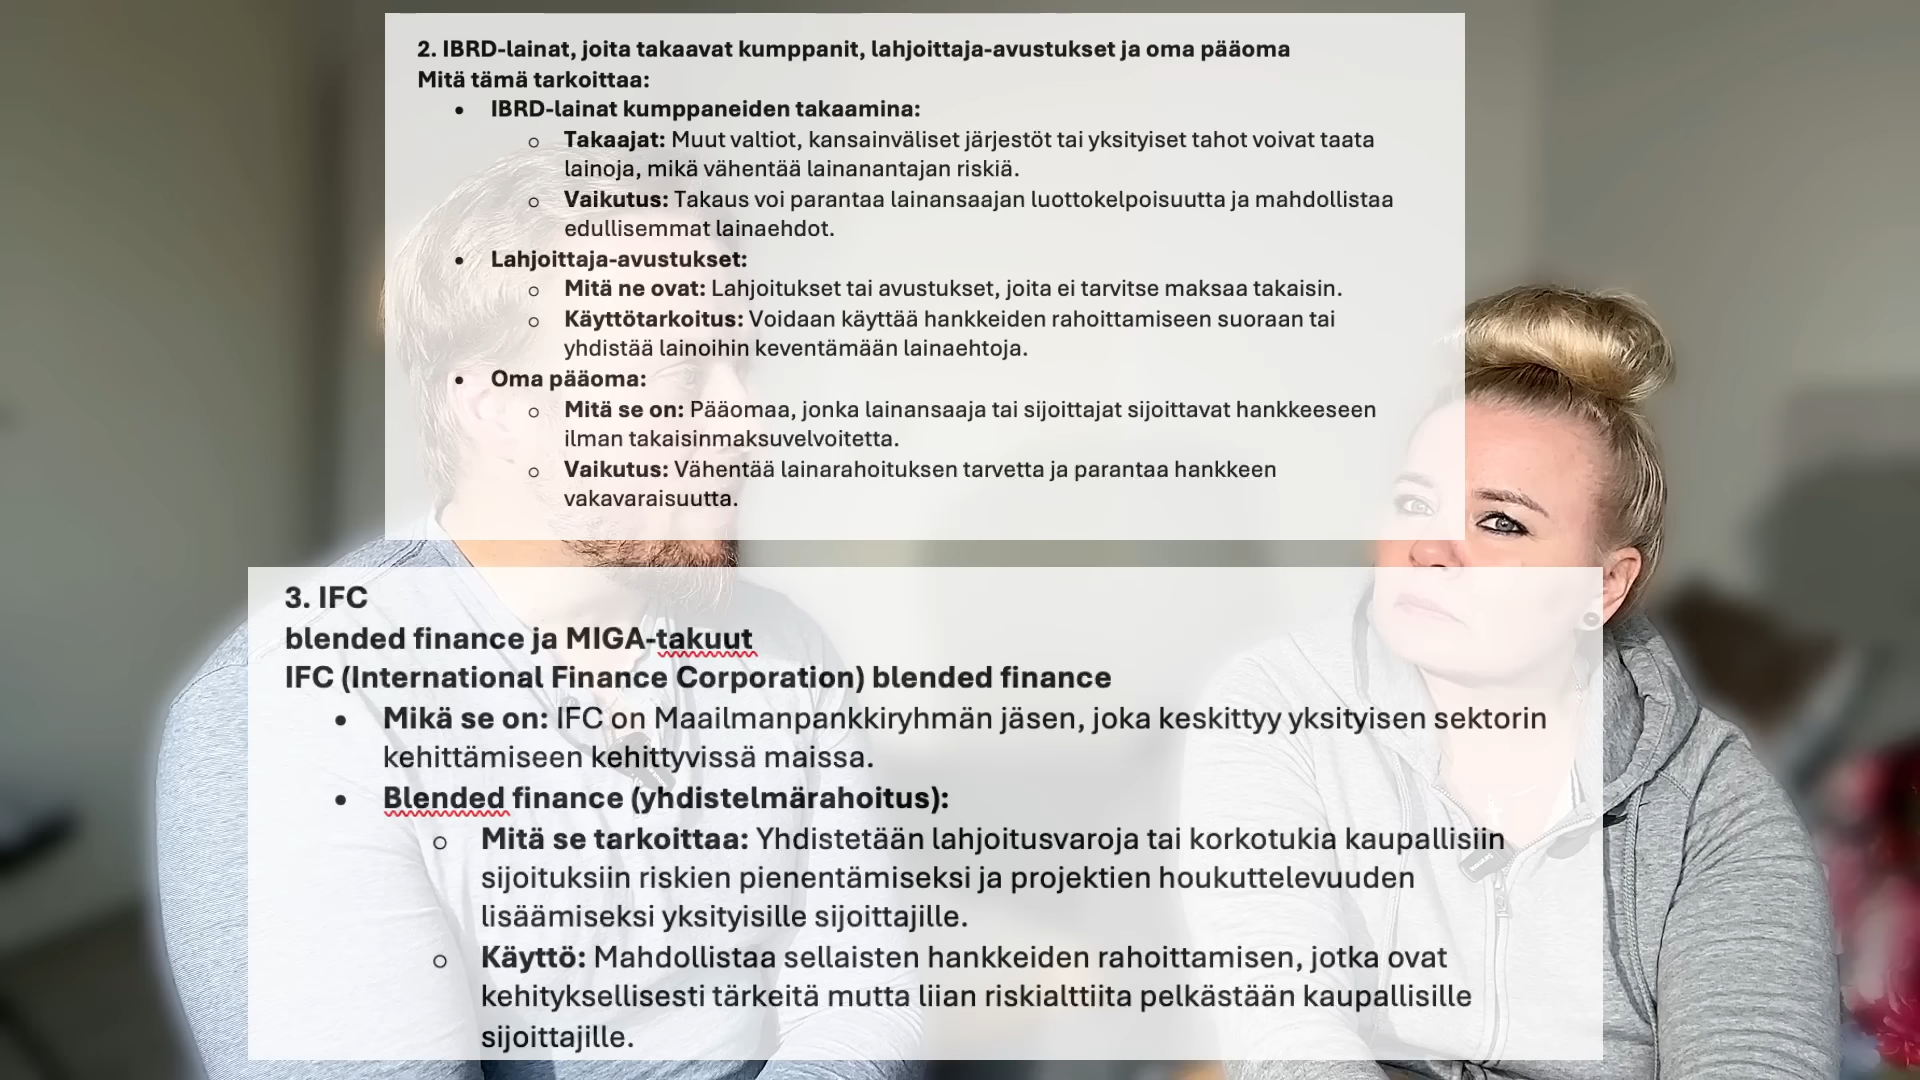 2. IBRD-lainat, joita takaavat kumppanit, lahjoittaja-avustukset ja oma pääoma
Mitä tämä tarkoittaa:
• IBRD-lainat kumppaneiden takaamina:
o Takaajat: Muut valtiot, kansainväliset järjestöt tai yksityiset tahot voivat taata
lainoja, mikä vähentää lainanantajan riskiä.
o Vaikutus: Takaus voi parantaa lainansaajan luottokelpoisuutta ja mahdollistaa
edullisemmat lainaehdot.
• Lahjoittaja-avustukset:
o Mitä ne ovat: Lahjoitukset tai avustukset, joita ei tarvitse maksaa takaisin.
o Käyttötarkoitus: Voidaan käyttää hankkeiden rahoittamiseen suoraan tai
yhdistää lainoihin keventämään lainaehtoja.
• Oma pääoma:
o Mitä se on: Pääomaa, jonka lainansaaja tai sijoittajat sijoittavat hankkeeseen
ilman takaisinmaksuvelvoitetta.
o Vaikutus: Vähentää lainarahoituksen tarvetta ja parantaa hankkeen
vakavaraisuutta.
3. IFC
blended finance ja MIGA-takuut
IFC (International Finance Corporation) blended finance
• Mikä se on: IFC on Maailmanpankkiryhmän jäsen, joka keskittyy yksityisen sektorin
kehittämiseen kehittyvissä maissa.
• Blended finance (yhdistelmärahoitus):
o Mitä se tarkoittaa: Yhdistetään lahjoitusvaroja tai korkotukia kaupallisiin
sijoituksiin riskien pienentämiseksi ja projektien houkuttelevuuden
lisäämiseksi yksityisille sijoittajille.
o Käyttö: Mahdollistaa sellaisten hankkeiden rahoittamisen, jotka ovat
kehityksellisesti tärkeitä mutta liian riskialttiita pelkästään kaupallisille
sijoittajille.